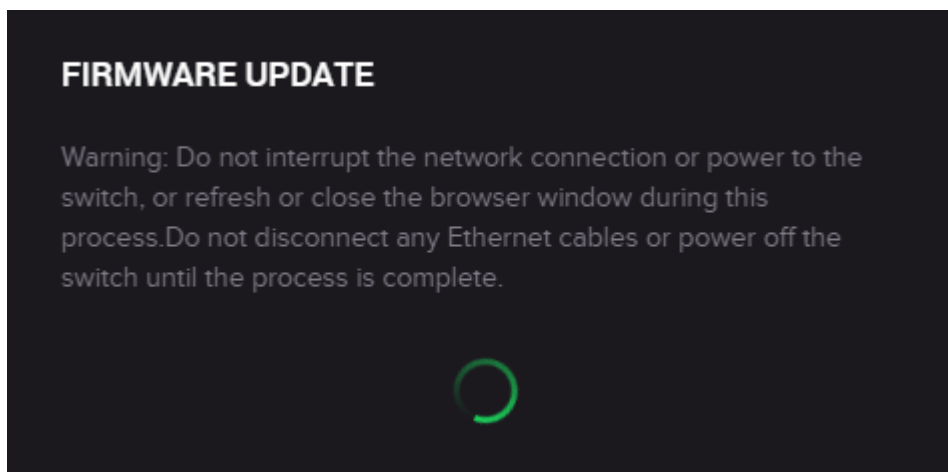 FIRMWARE UPDATE
Warning: Do not interrupt the network connection or power to the
switch, or refresh or close the browser window during this
process.Do not disconnect any Ethernet cables or power off the
switch until the process is complete.